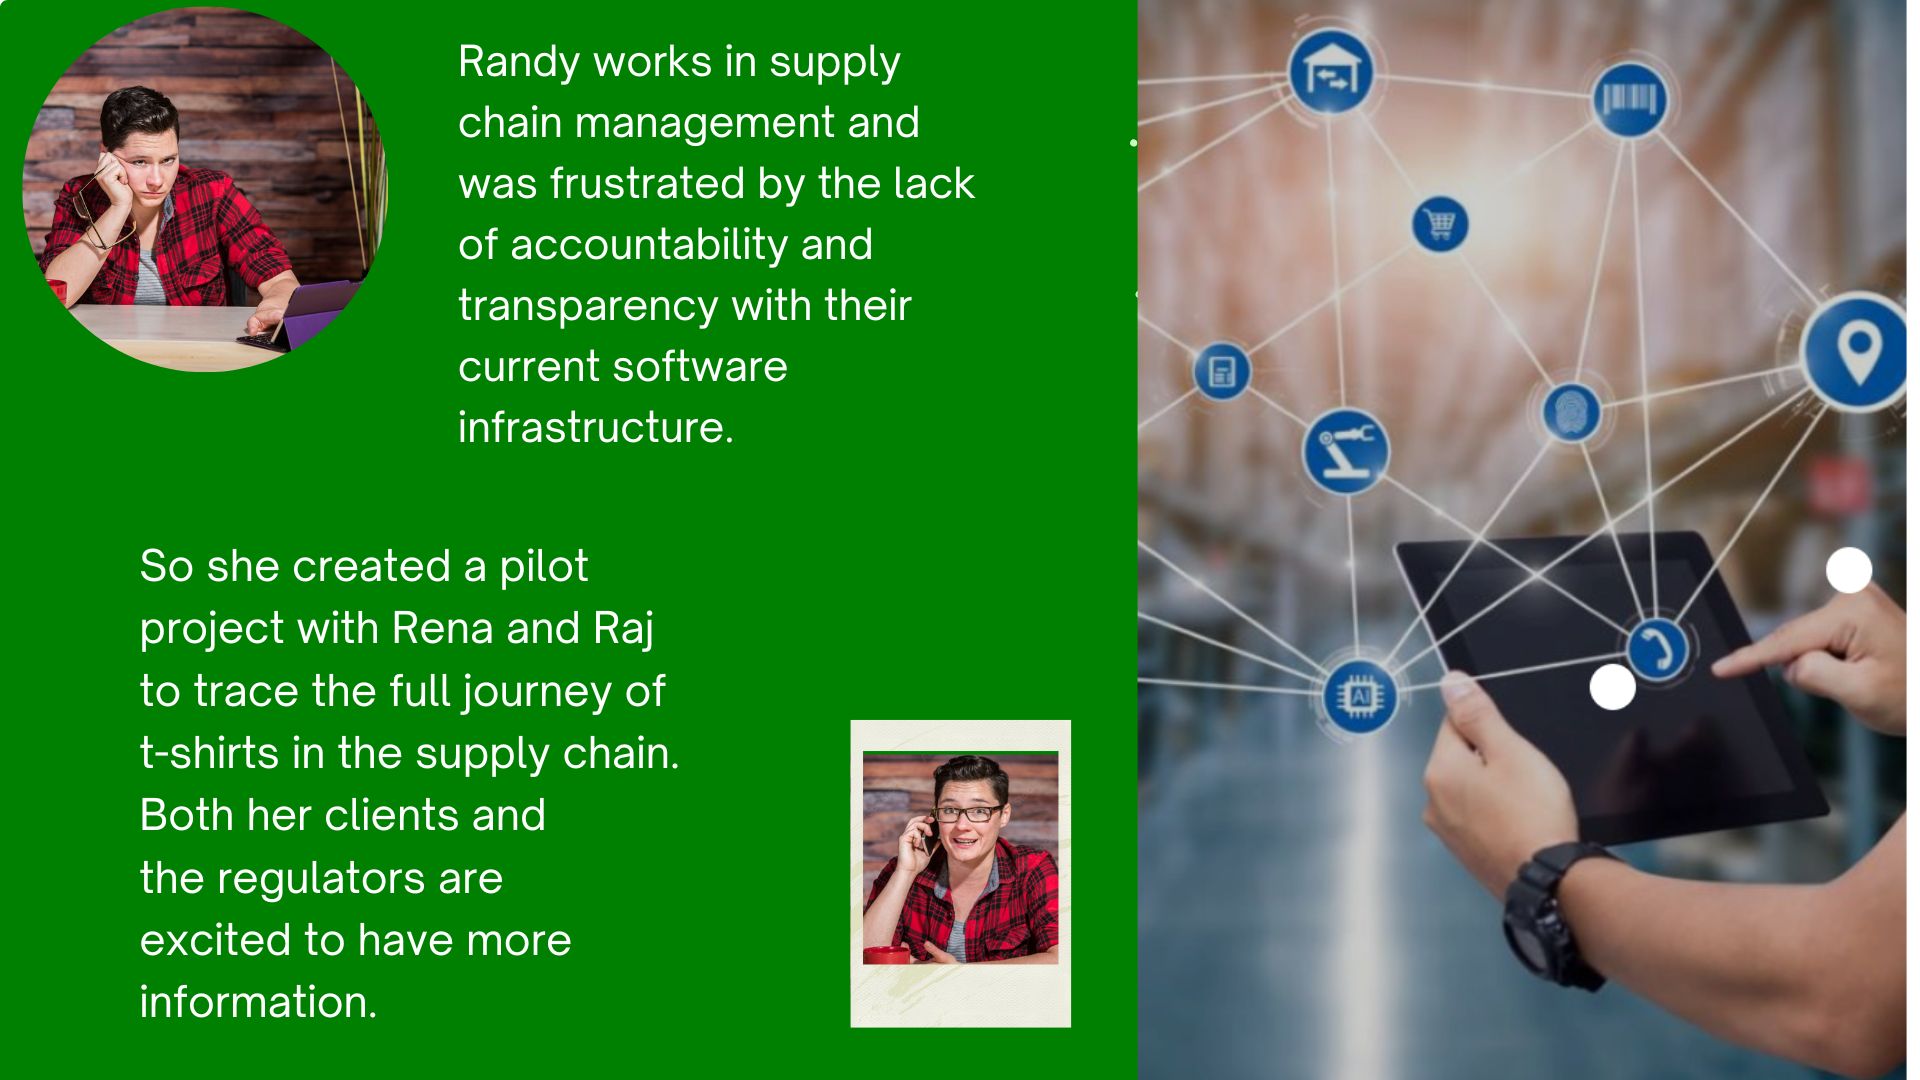 Randy works in supply
chain management and
was frustrated by the lack
of accountability and
transparency with their
current software
infrastructure.
So she created a pilot
project with Rena and Raj
to trace the full journey of
t-shirts in the supply chain.
Both her clients and
the regulators are
excited to have more
information.
AI